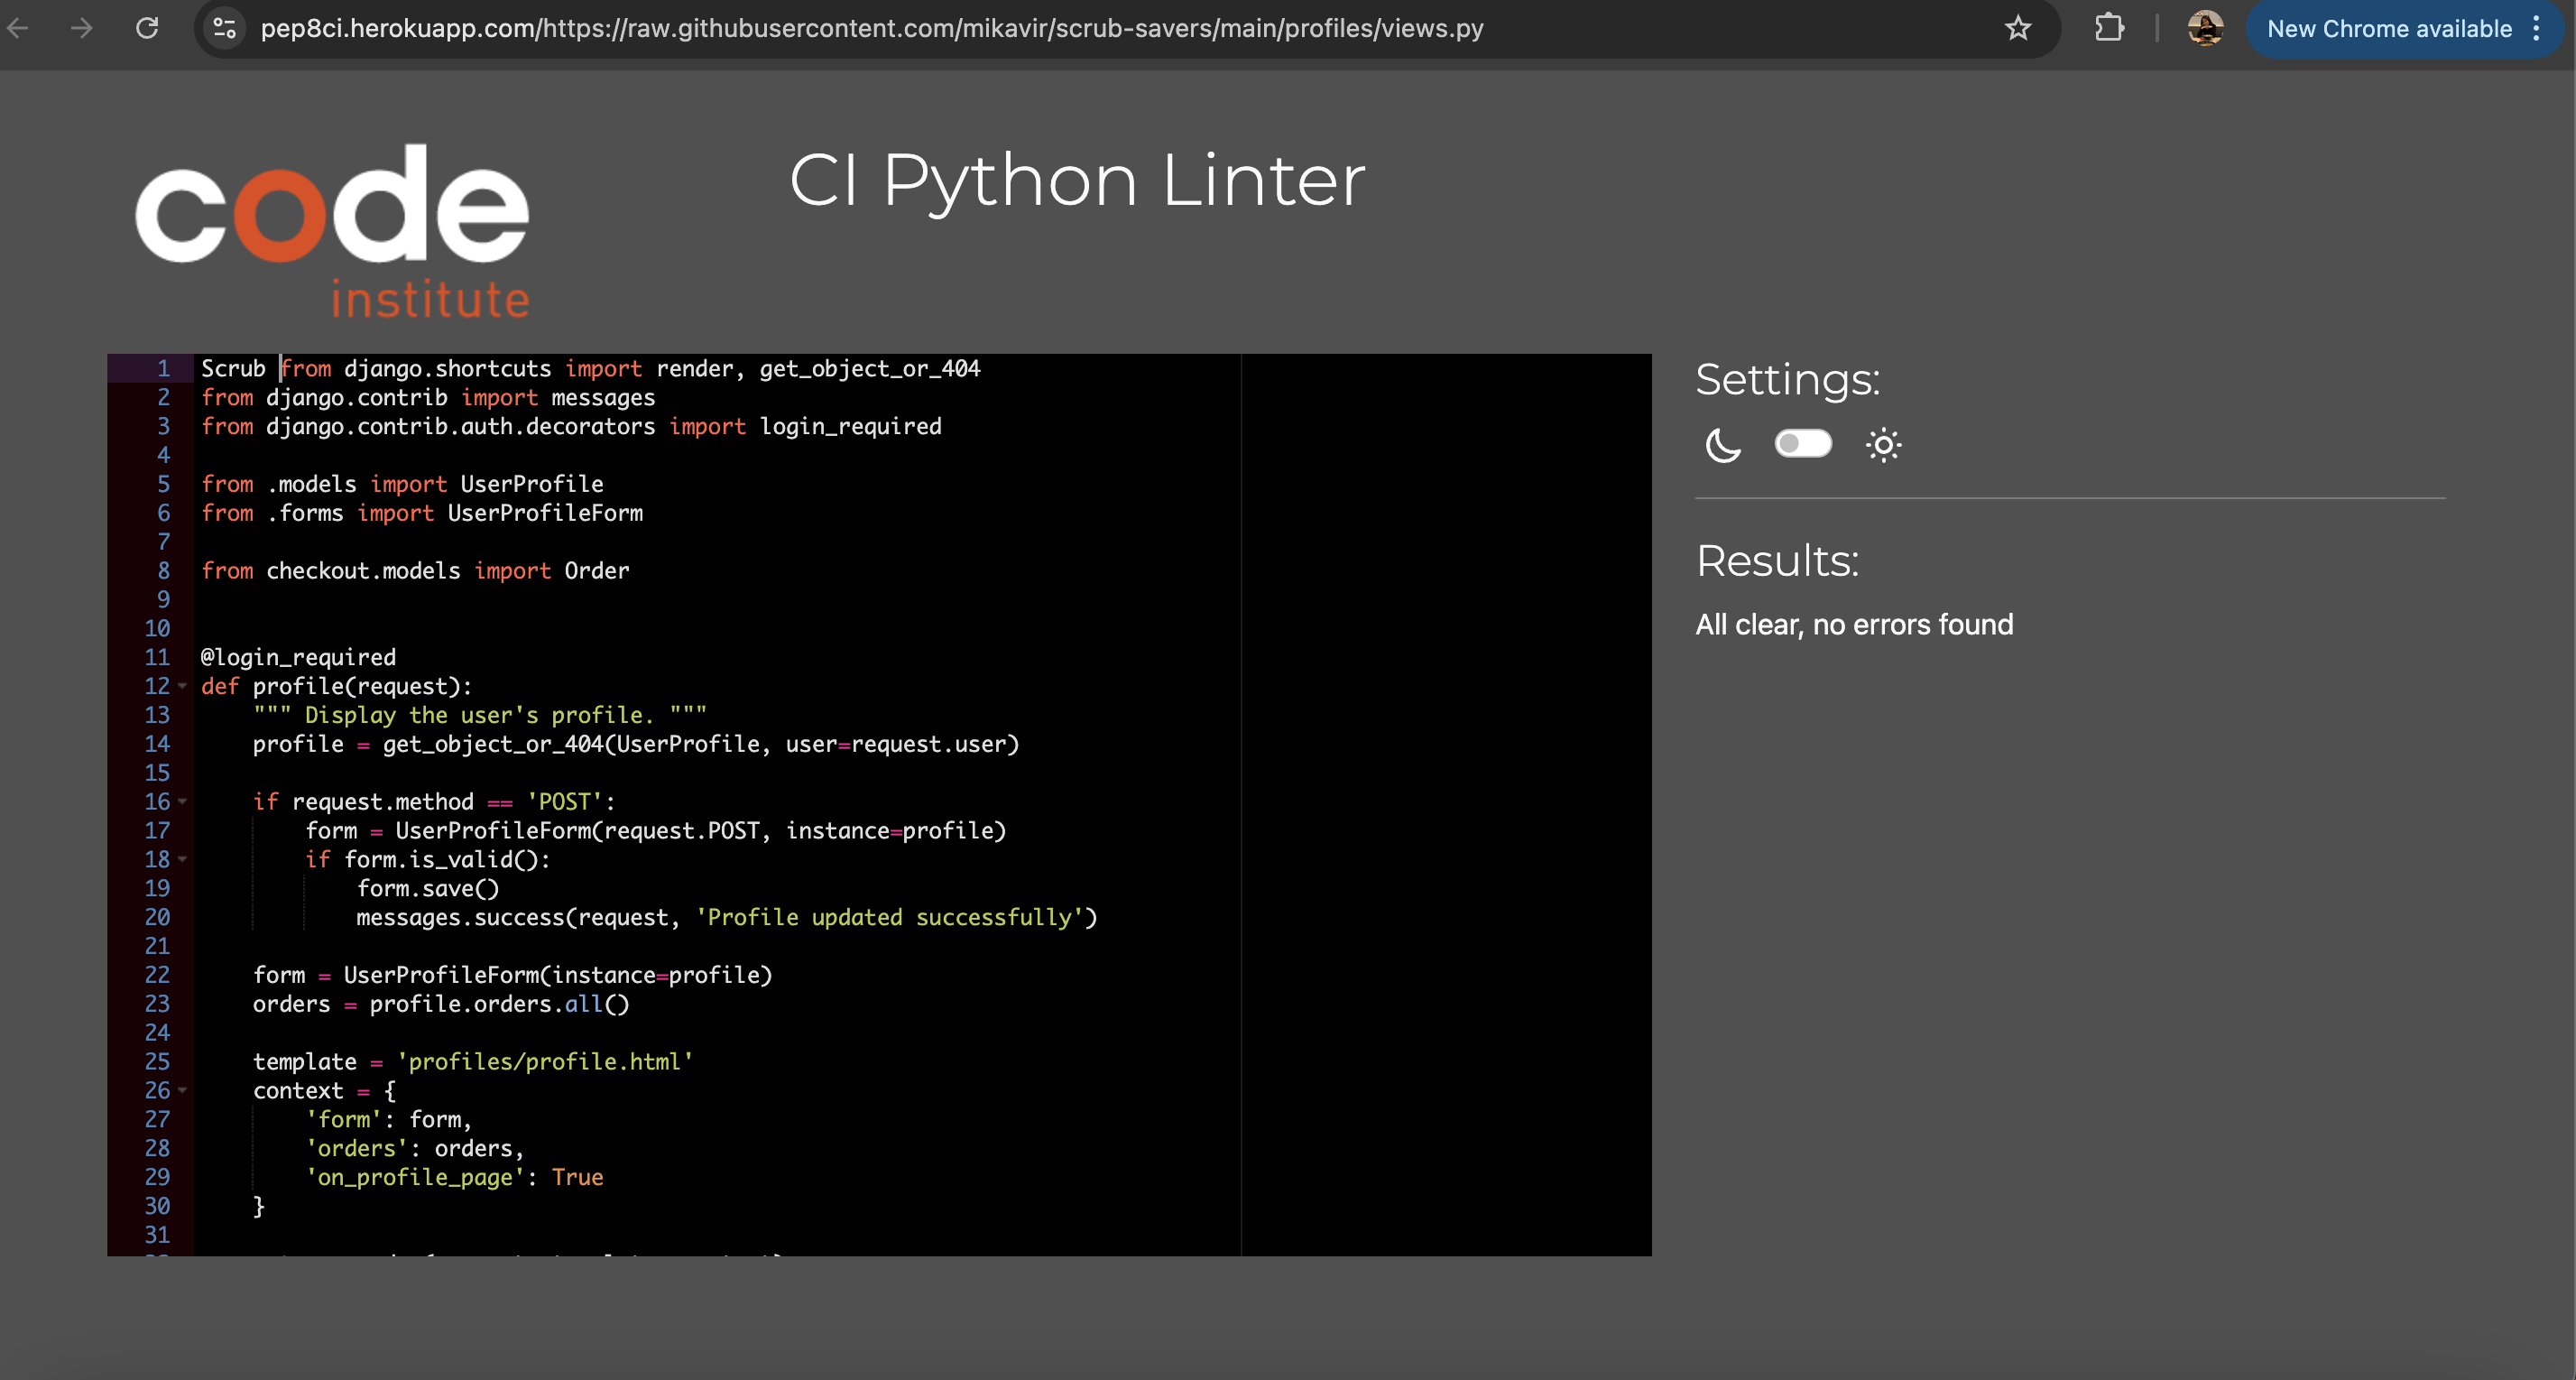 pep8ci.herokuapp.com/https://raw.githubusercontent.com/mikavir/scrub-savers/main/profiles/views.py
New Chrome available
code
institute
CI Python Linter
1 Scrub from django.shortcuts import render, get_object_or_404
2 from django.contrib import messages
3 from django.contrib.auth.decorators import login_required
4
5 from .models import UserProfile
6 from .forms import UserProfileForm
7
8 from checkout.models import Order
9
10
11 @login_required
12 def profile(request):
13     """ Display the user's profile. """
14     profile = get_object_or_404(UserProfile, user=request.user)
15
16     if request.method == 'POST':
17         form = UserProfileForm(request.POST, instance=profile)
18         if form.is_valid():
19             form.save()
20             messages.success(request, 'Profile updated successfully')
21
22     form = UserProfileForm(instance=profile)
23     orders = profile.orders.all()
24
25     template = 'profiles/profile.html'
26     context = {
27         'form': form,
28         'orders': orders,
29         'on_profile_page': True
30     }
31
Settings:
Results:
All clear, no errors found